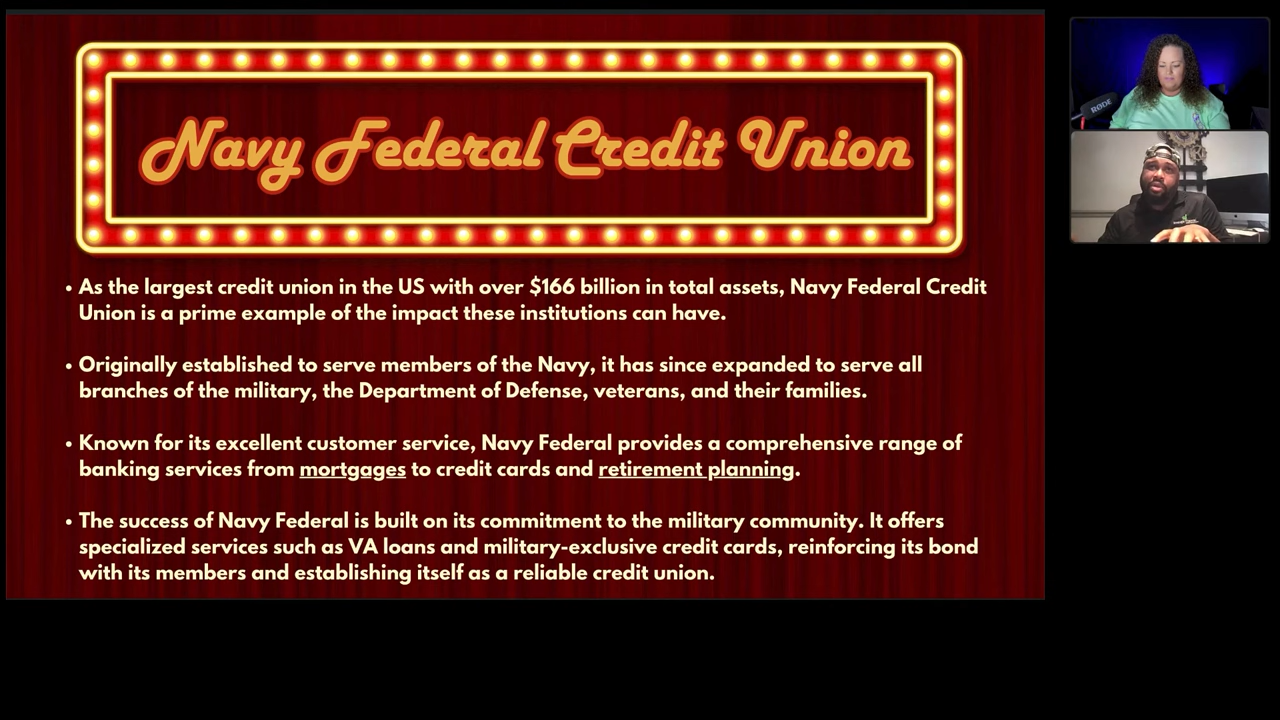 Navy Federal Credit Union
• As the largest credit union in the US with over $166 billion in total assets, Navy Federal Credit
Union is a prime example of the impact these institutions can have.
• Originally established to serve members of the Navy, it has since expanded to serve all
branches of the military, the Department of Defense, veterans, and their families.
• Known for its excellent customer service, Navy Federal provides a comprehensive range of
banking services from mortgages to credit cards and retirement planning.
• The success of Navy Federal is built on its commitment to the military community. It offers
specialized services such as VA loans and military-exclusive credit cards, reinforcing its bond
with its members and establishing itself as a reliable credit union.
RODE